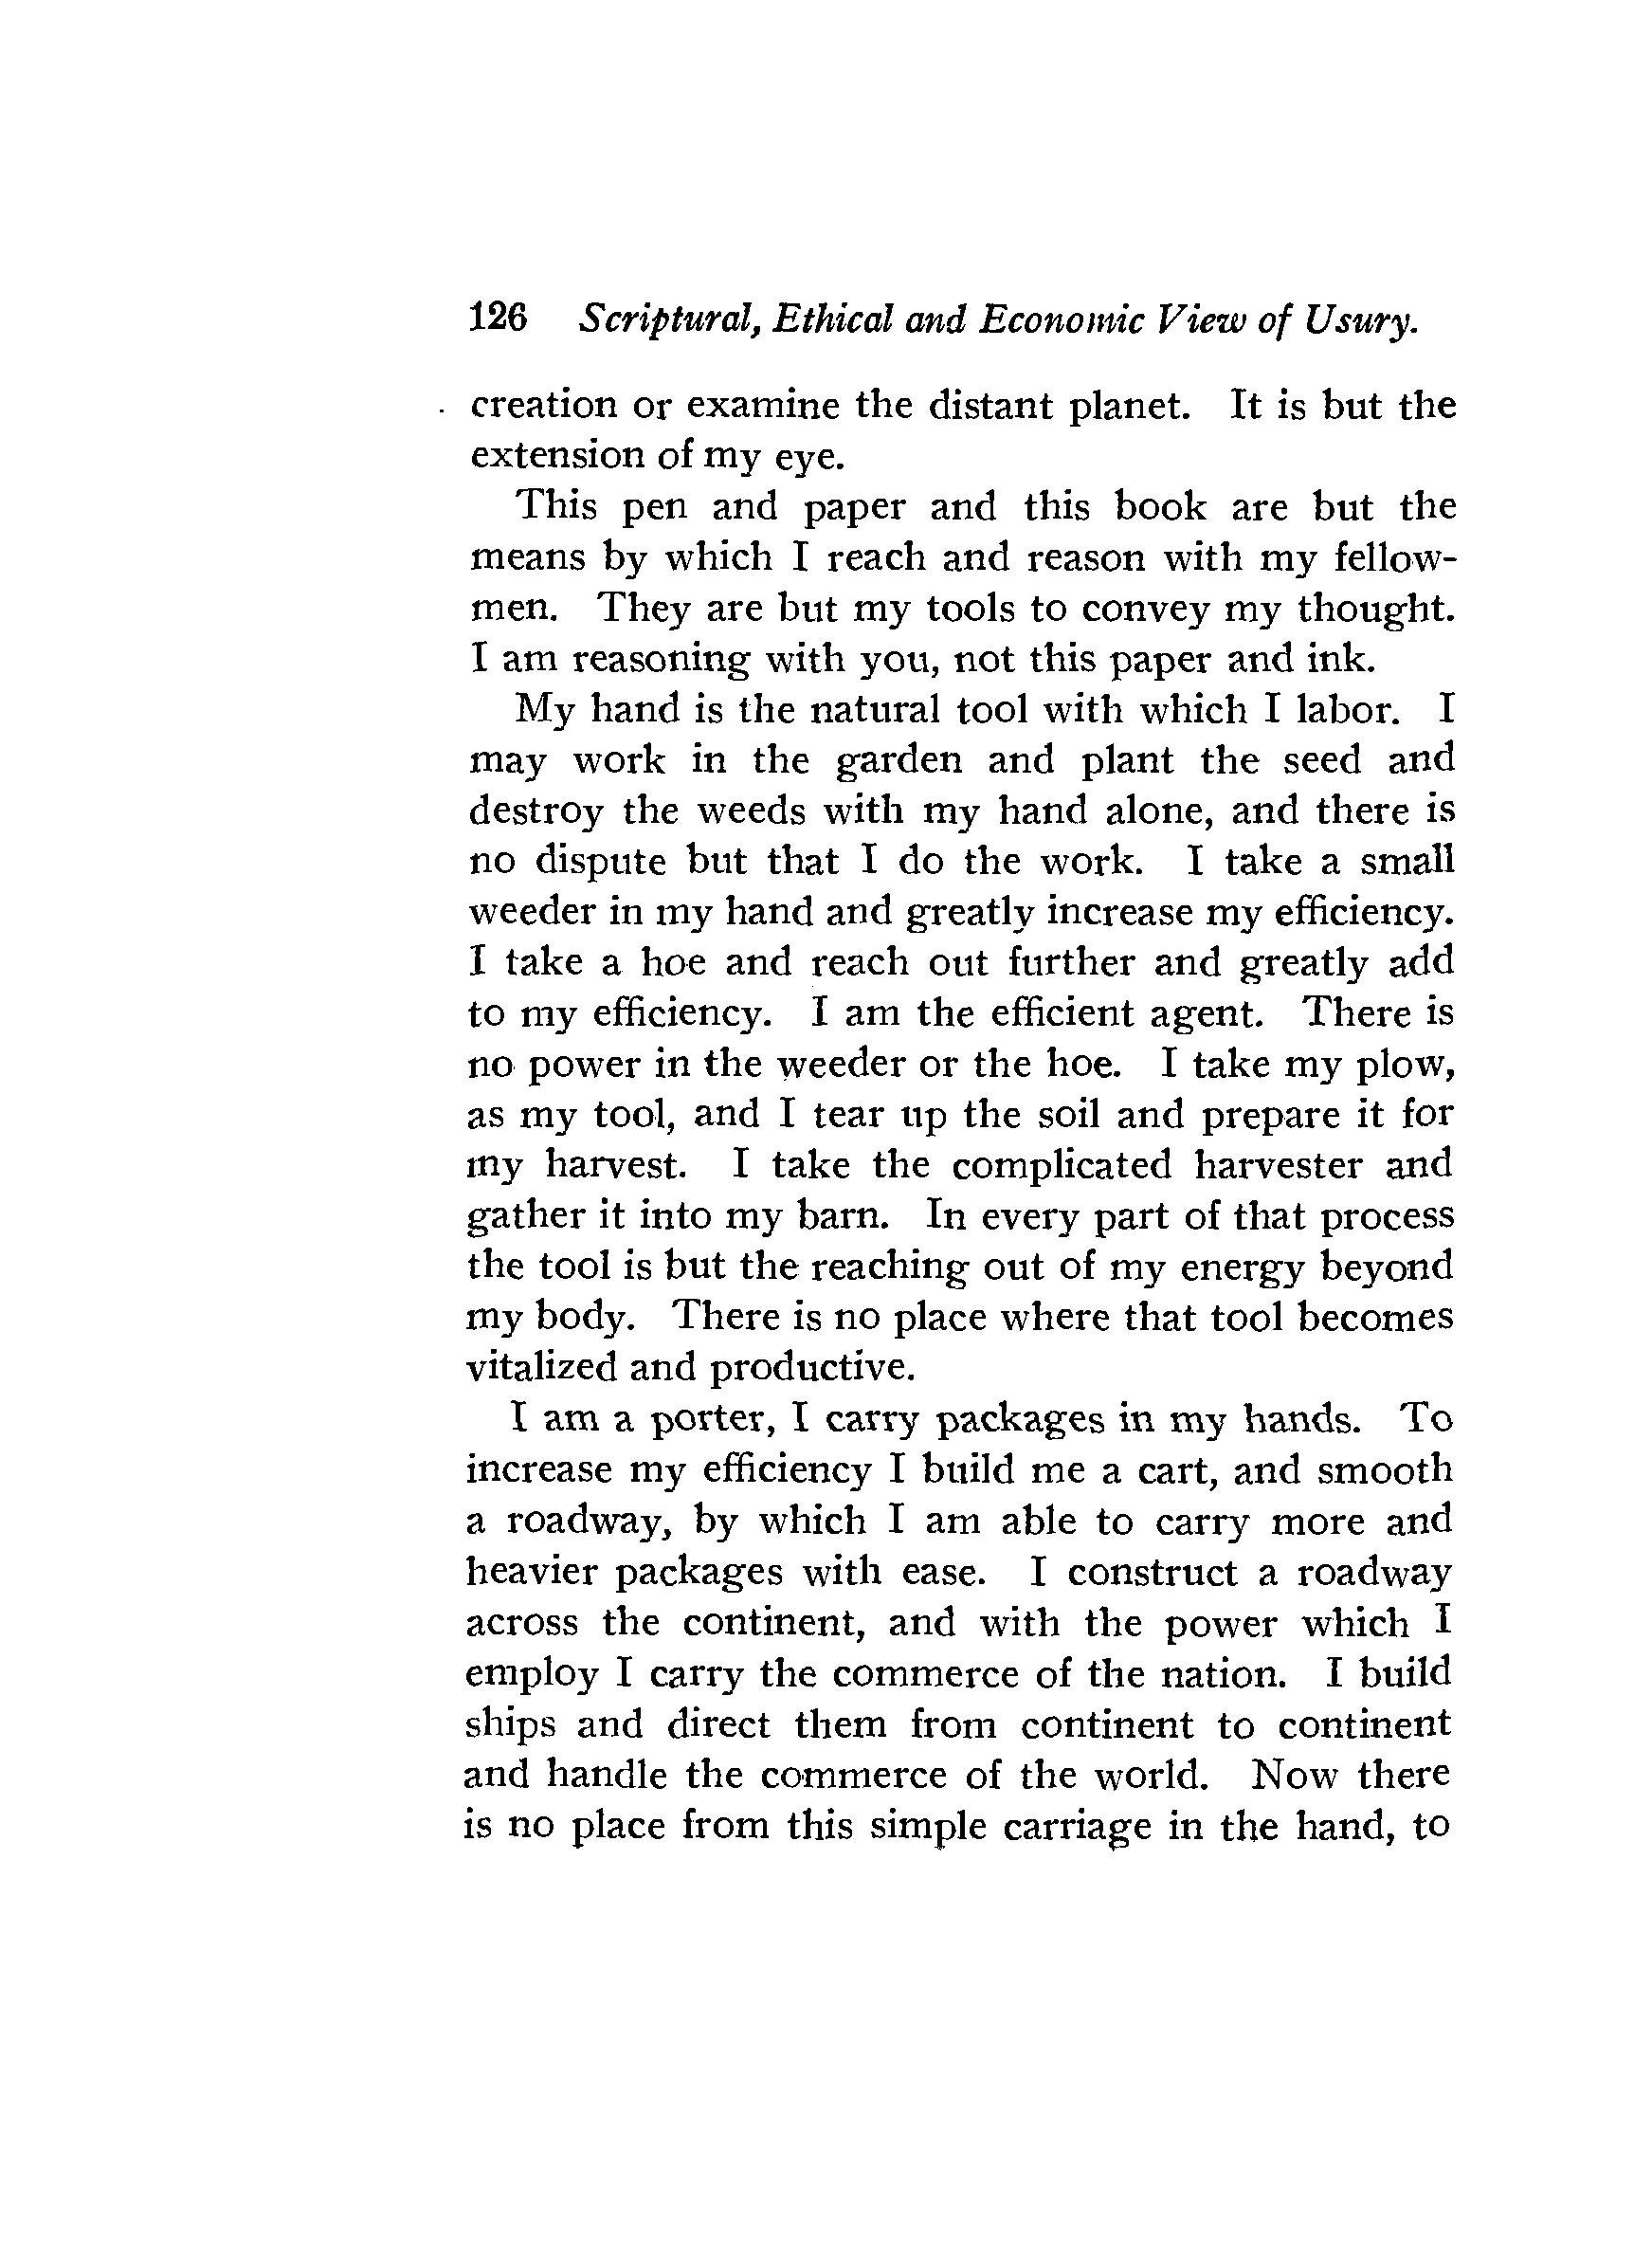 126 Scriptural, Ethical and Economic View of Usury.
creation or examine the distant planet. It is but the
extension of my eye.
This pen and paper and this book are but the
means by which I reach and reason with my fellow-
men. They are but my tools to convey my thought.
I am reasoning with you, not this paper and ink.
My hand is the natural tool with which I labor. I
may work in the garden and plant the seed and
destroy the weeds with my hand alone, and there is
no dispute but that I do the work. I take a small
weeder in my hand and greatly increase my efficiency.
I take a hoe and reach out further and greatly add
to my efficiency. I am the efficient agent. There is
no power in the weeder or the hoe. I take my plow,
as my tool, and I tear up the soil and prepare it for
my harvest. I take the complicated harvester and
gather it into my barn. In every part of that process
the tool is but the reaching out of my energy beyond
my body. There is no place where that tool becomes
vitalized and productive.
I am a porter, I carry packages in my hands. To
increase my efficiency I build me a cart, and smooth
a roadway, by which I am able to carry more and
heavier packages with ease. I construct a roadway
across the continent, and with the power which I
employ I carry the commerce of the nation. I build
ships and direct them from continent to continent
and handle the commerce of the world. Now there
is no place from this simple carriage in the hand, to